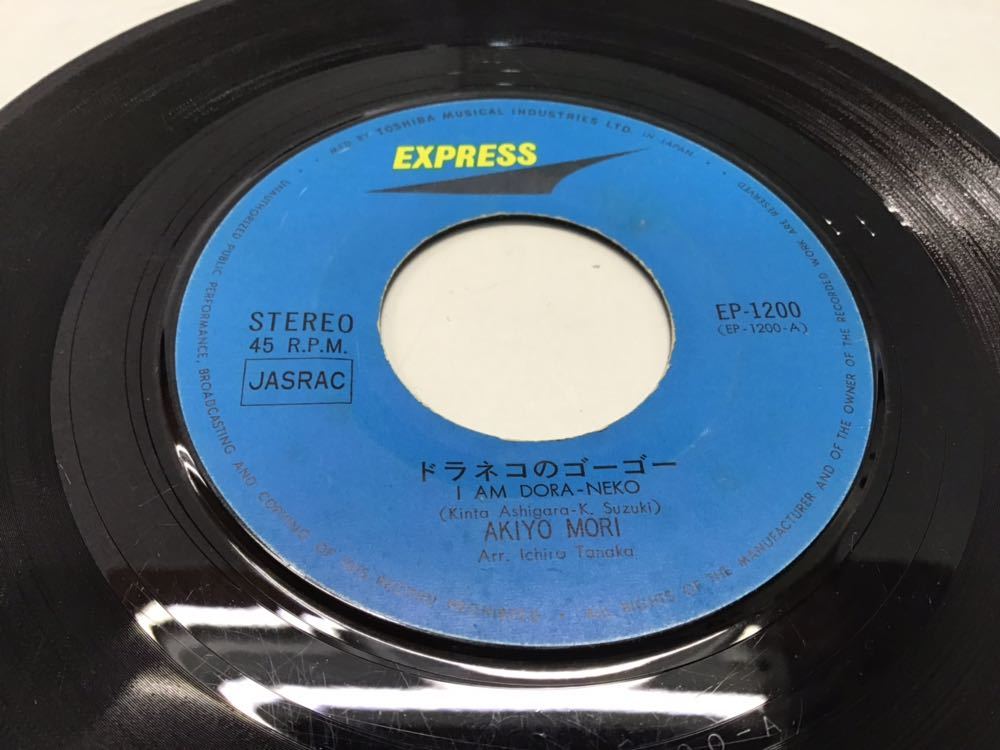 MFD BY TOSHIBA MUSICAL INDUSTRIES LTD. IN JAPAN
EXPRESS
STEREO
45 R.P.M.
JASRAC
EP-1200
(EP-1200-A)
ドラネコのゴーゴー
I AM DORA-NEKO
(Kinta Ashigara-K. Suzuki)
AKIYO MORI
Arr. Ichiro Tanaka
UNAUTHORIZED PUBLIC PERFORMANCE, BROADCASTING AND COPYING OF THIS RECORD PROHIBITED • ALL RIGHTS OF THE MANUFACTURER AND OF THE OWNER OF THE RECORDED WORK ARE RESERVED